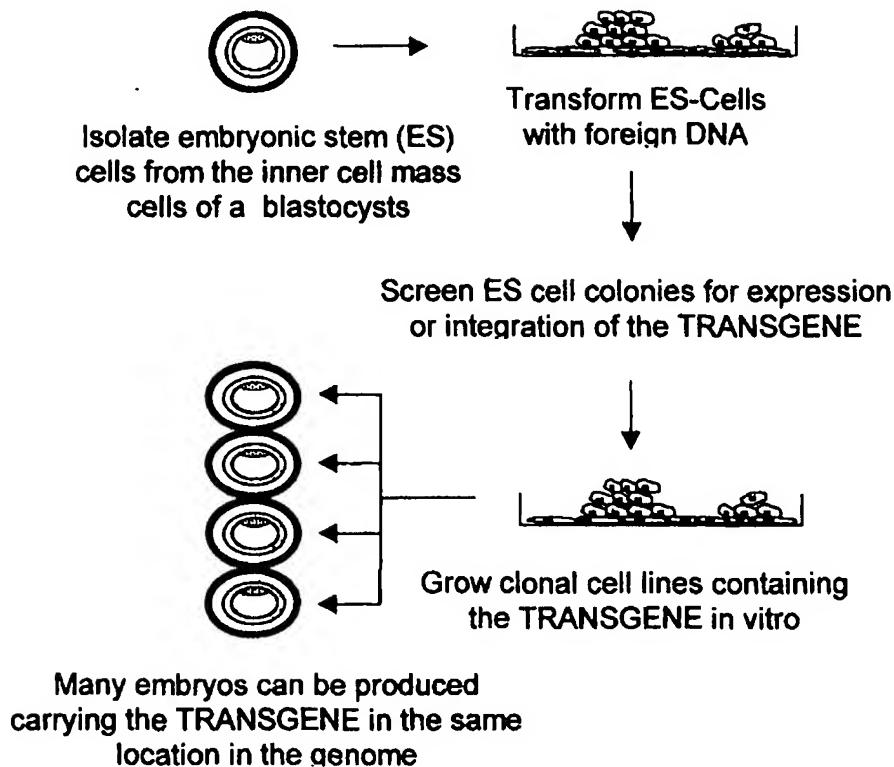 Isolate embryonic stem (ES)
cells from the inner cell mass
cells of a blastocysts
Transform ES-Cells
with foreign DNA
Screen ES cell colonies for expression
or integration of the TRANSGENE
Grow clonal cell lines containing
the TRANSGENE in vitro
Many embryos can be produced
carrying the TRANSGENE in the same
location in the genome